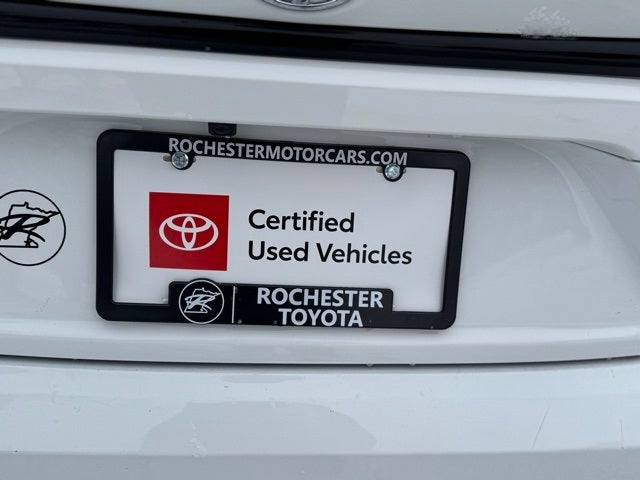 ROCHESTERMOTORCARS.COM
Certified
Used Vehicles
ROCHESTER
TOYOTA